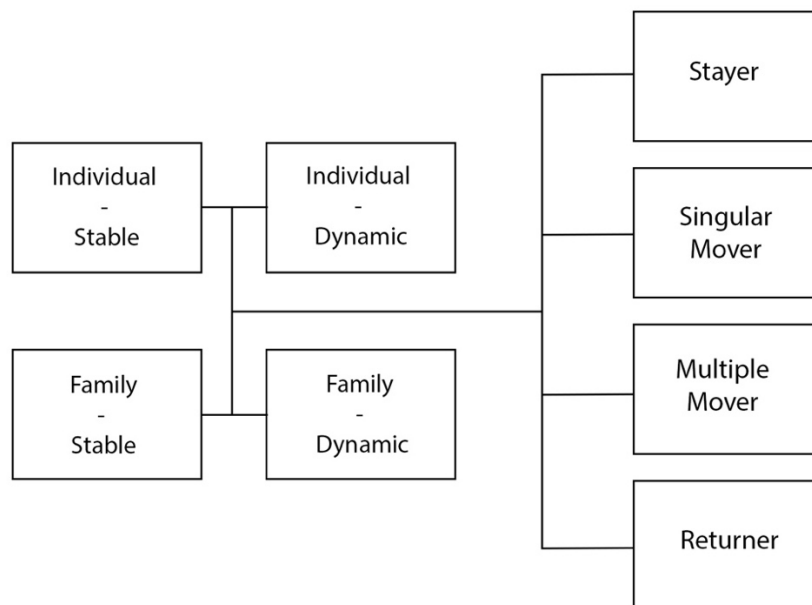 Individual
-
Stable
Individual
-
Dynamic
Family
-
Stable
Family
-
Dynamic
Stayer
Singular
Mover
Multiple
Mover
Returner